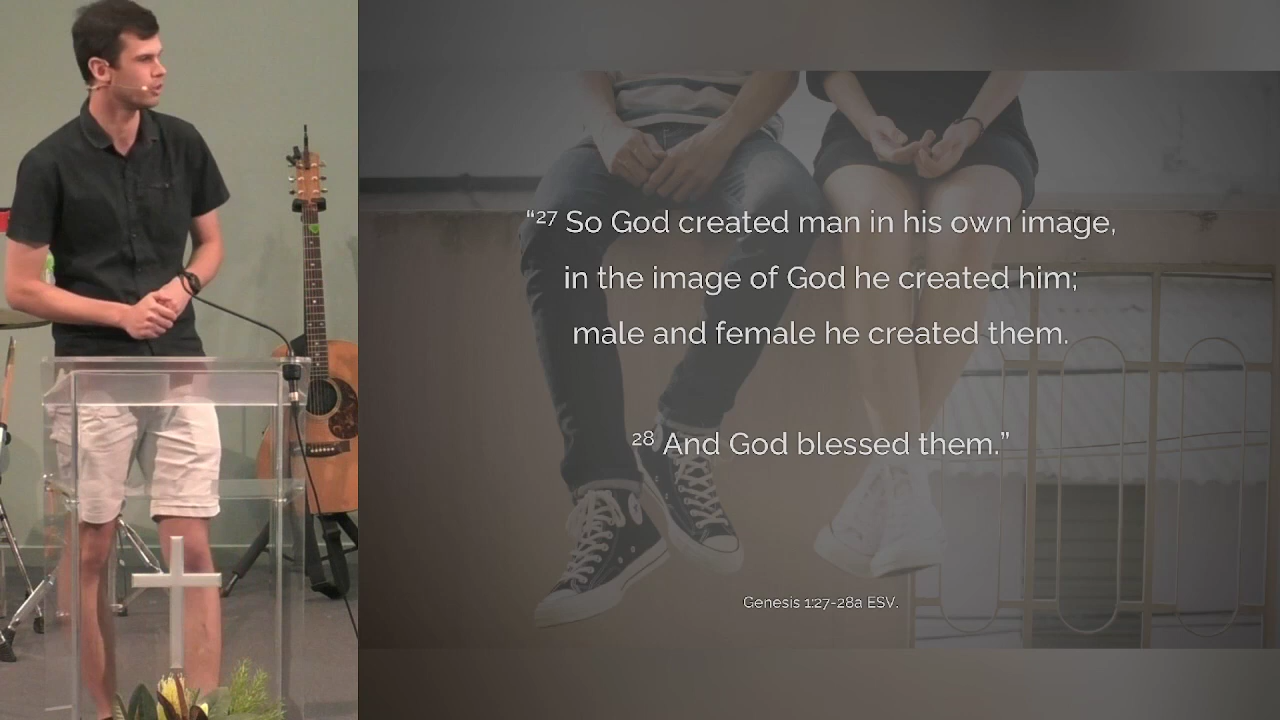 “27 So God created man in his own image,
in the image of God he created him;
male and female he created them.
28 And God blessed them.”
Genesis 1:27-28a ESV.